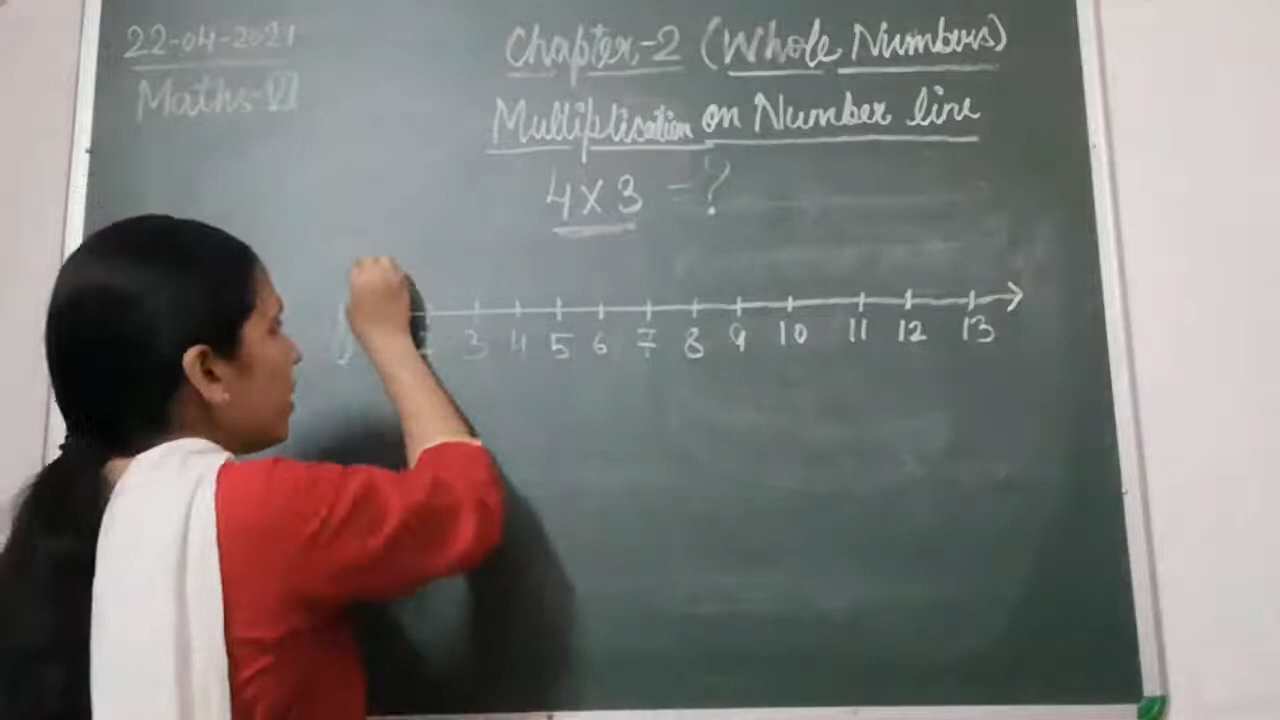 22-04-2021
Maths-VI
Chapter-2 (Whole Numbers)
Multiplication on Number line
4 x 3 = ?
0 2 3 4 5 6 7 8 9 10 11 12 13